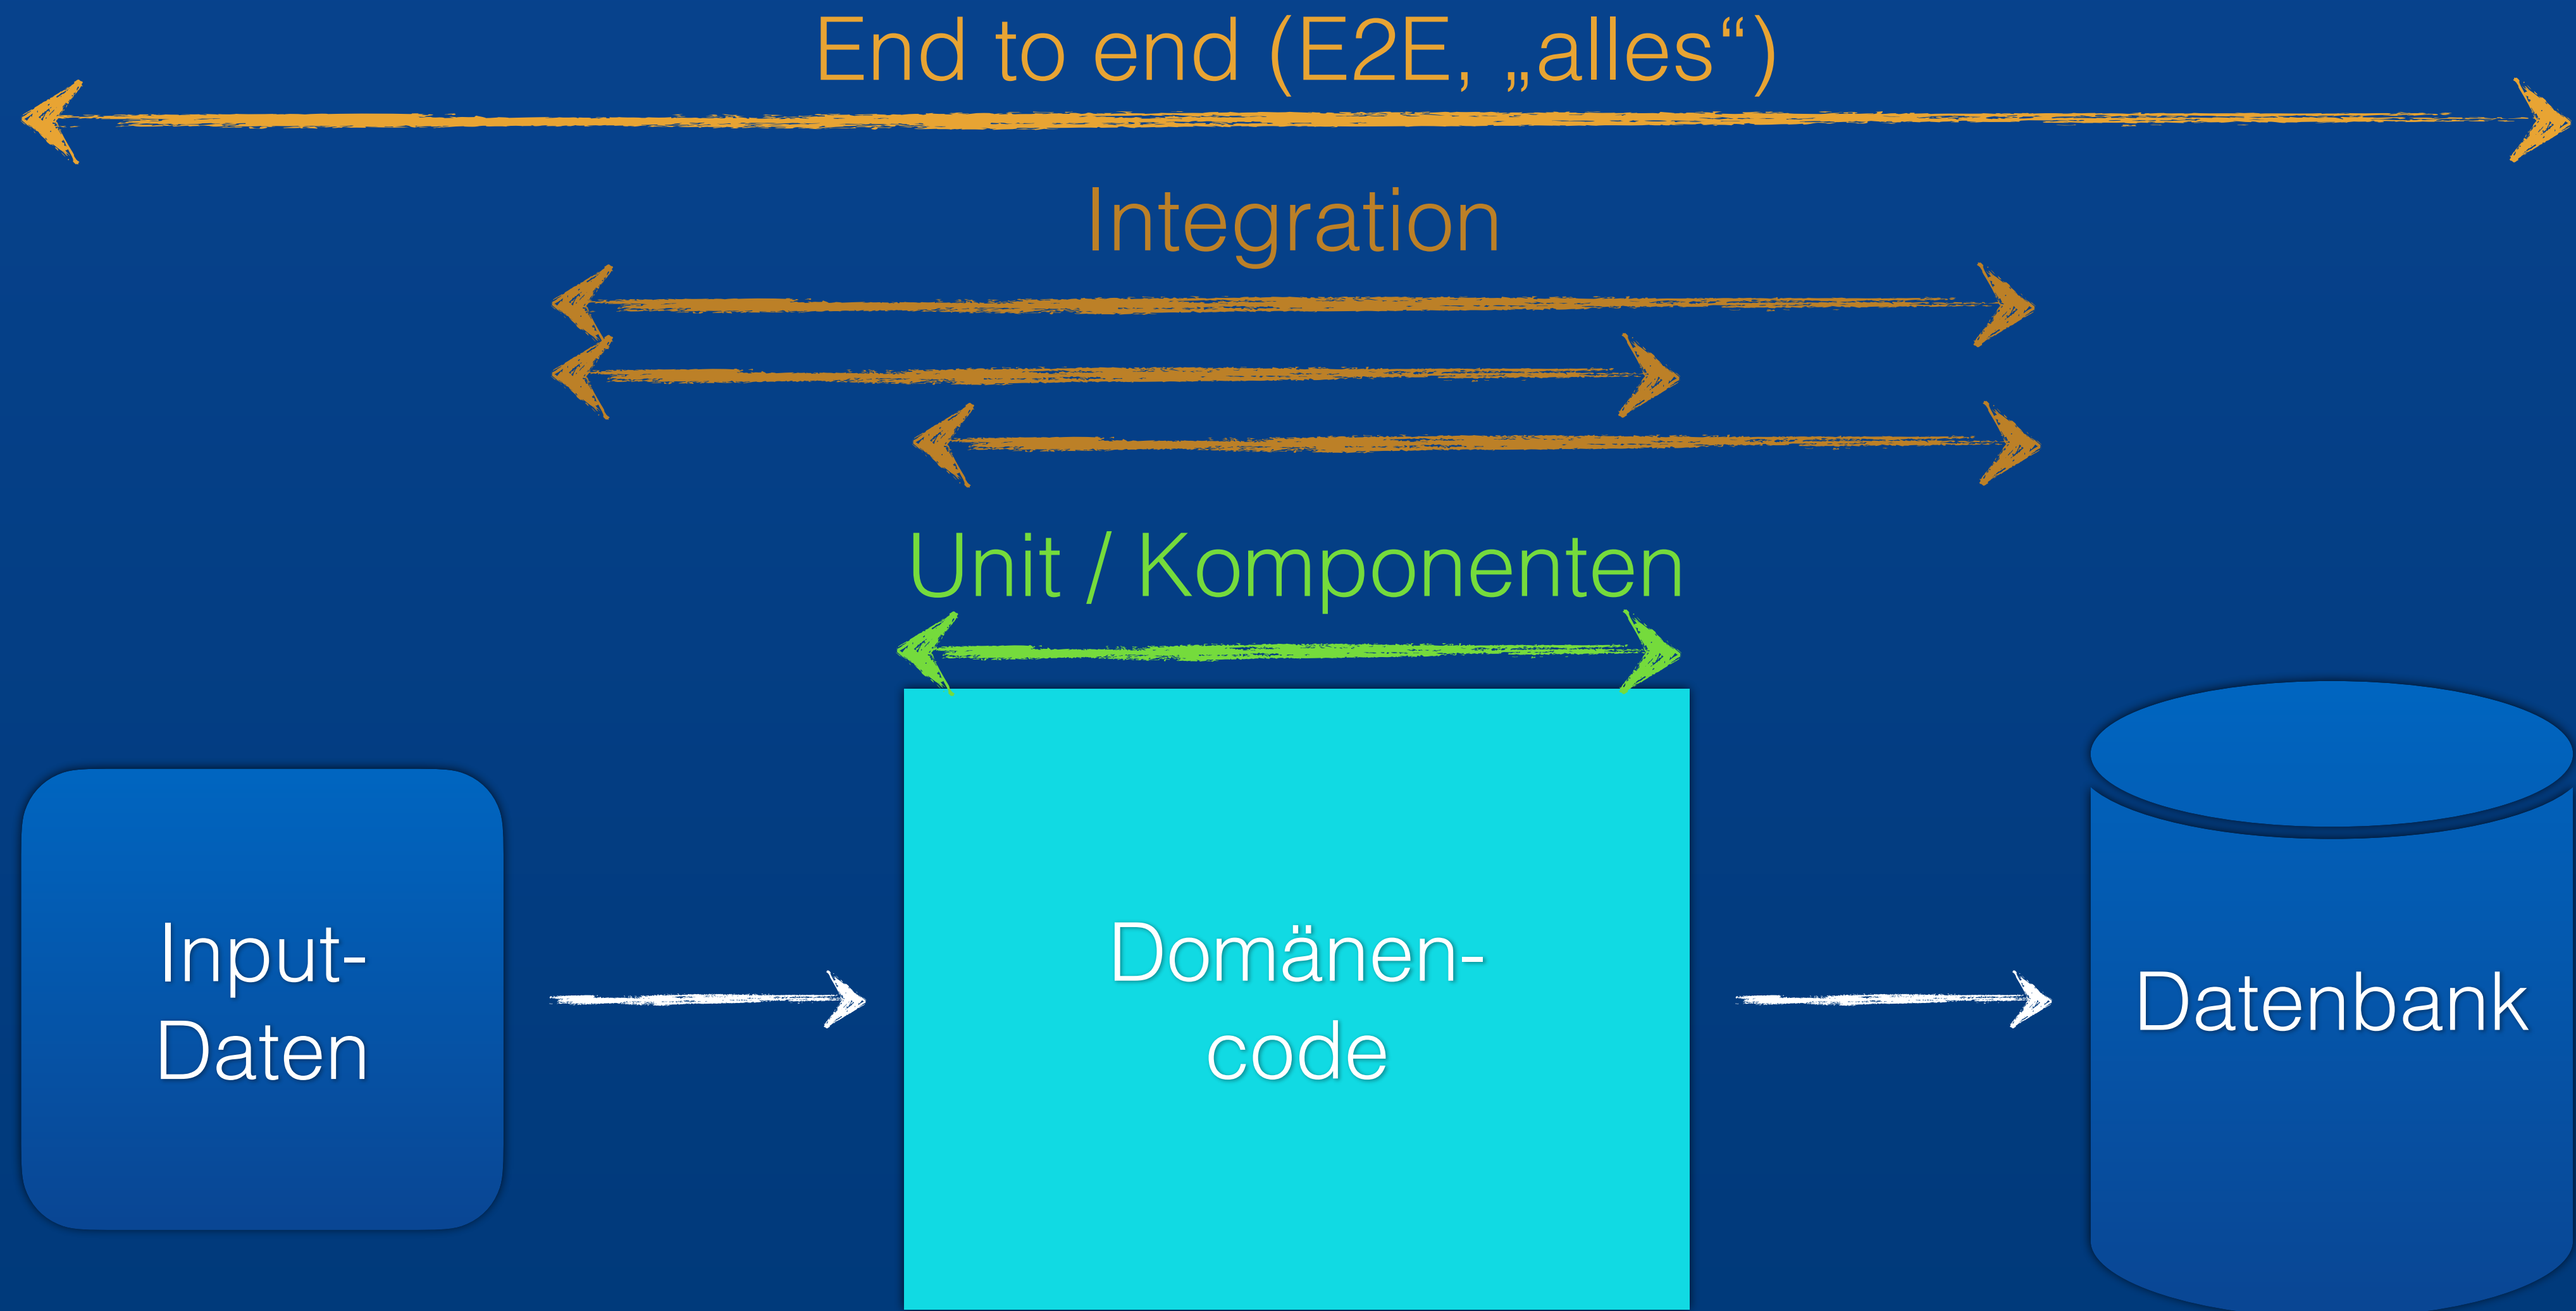 End to end (E2E, „alles“)
Integration
Unit / Komponenten
Input-
Daten
Domänen-
code
Datenbank